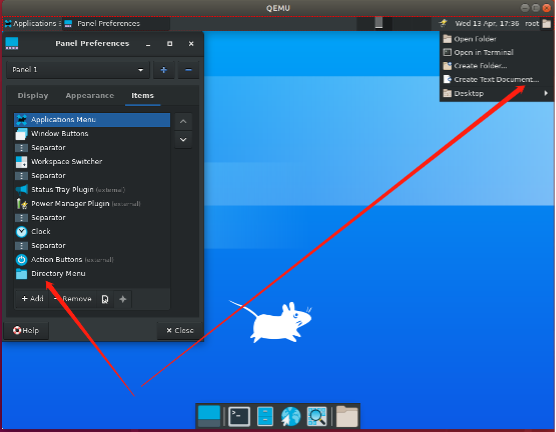 QEMU
Applications
Panel Preferences
Wed 13 Apr, 17:36
root
Panel Preferences
Panel 1
Display
Appearance
Items
Applications Menu
Window Buttons
Separator
Workspace Switcher
Separator
Status Tray Plugin (external)
Power Manager Plugin (external)
Separator
Clock
Separator
Action Buttons (external)
Directory Menu
+ Add
Remove
Help
× Close
Open Folder
Open in Terminal
Create Folder...
Create Text Document...
Desktop